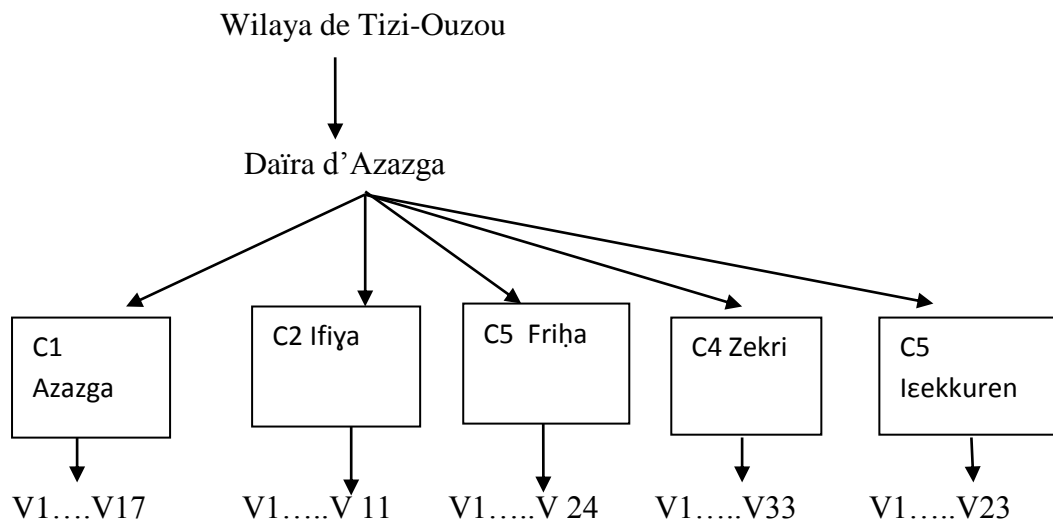 Wilaya de Tizi-Ouzou
Daïra d’Azazga
C1
Azazga
C2 Ifiɣa
C5 Friḥa
C4 Zekri
C5
Iɛekkuren
V1….V17
V1…..V 11
V1…..V 24
V1…..V33
V1…..V23